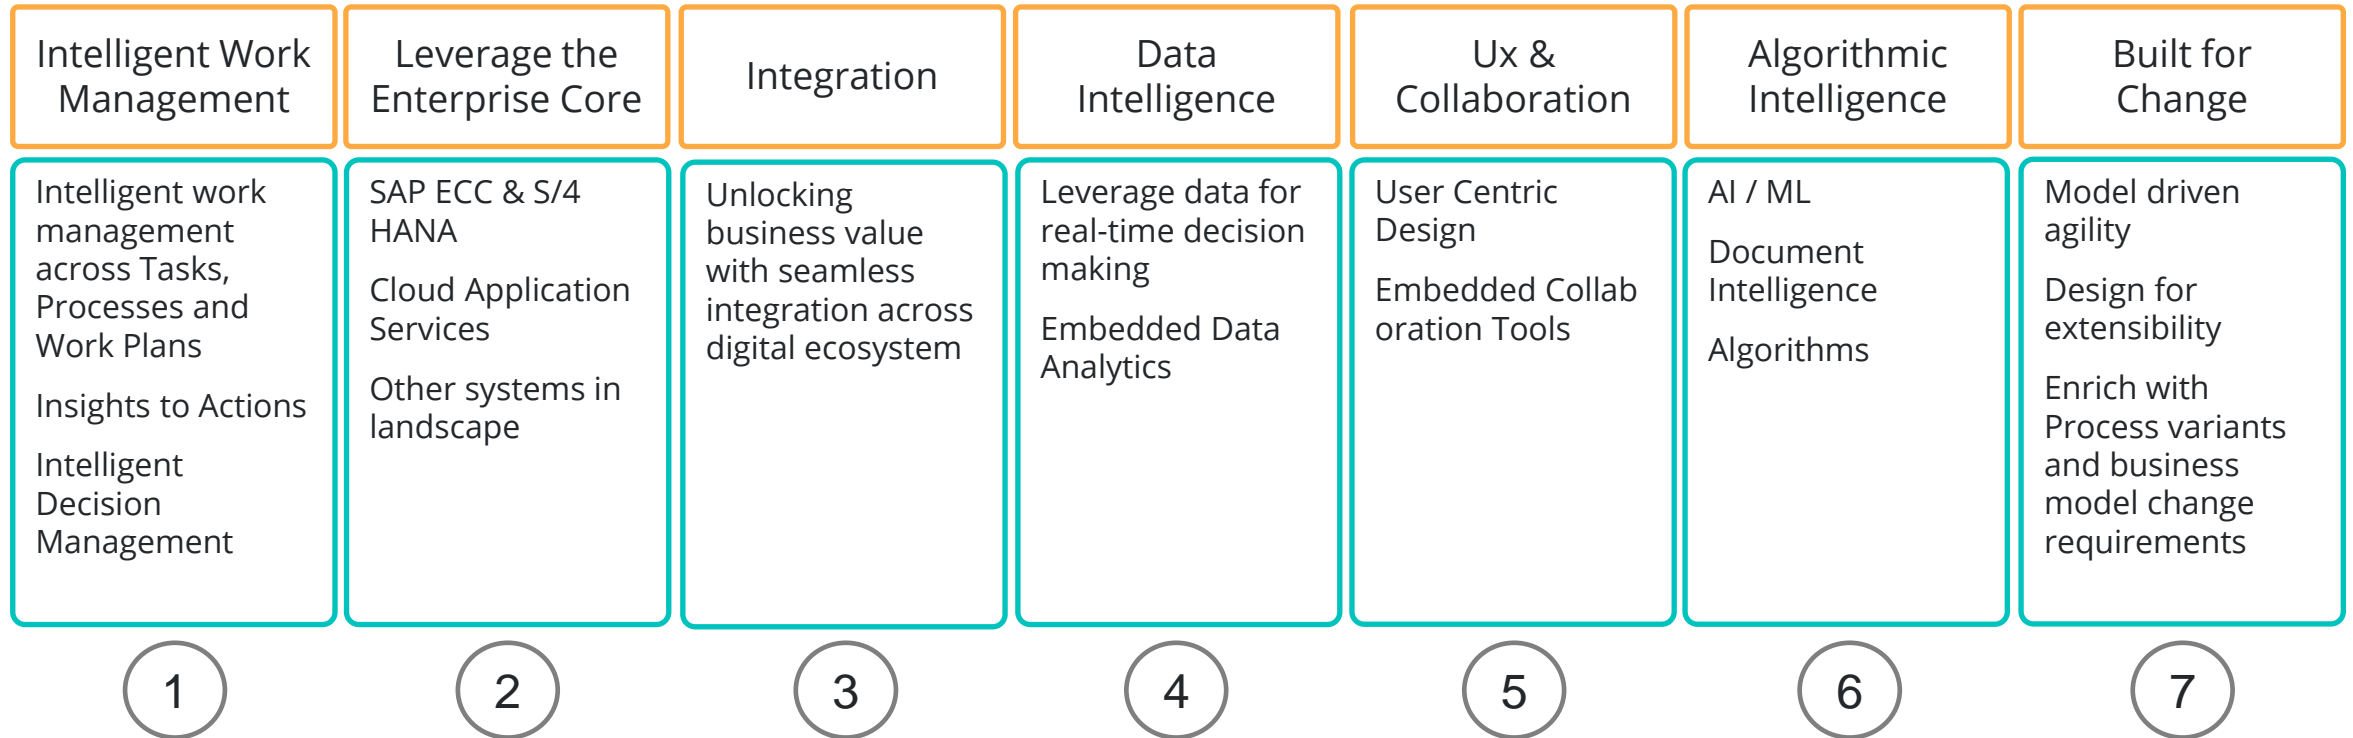 Intelligent Work
Management
Leverage the
Enterprise Core
Integration
Data
Intelligence
Ux &
Collaboration
Algorithmic
Intelligence
Built for
Change
Intelligent work
management
across Tasks,
Processes and
Work Plans
Insights to Actions
Intelligent
Decision
Management
SAP ECC & S/4
HANA
Cloud Application
Services
Other systems in
landscape
Unlocking
business value
with seamless
integration across
digital ecosystem
Leverage data for
real-time decision
making
Embedded Data
Analytics
User Centric
Design
Embedded Collab
oration Tools
AI / ML
Document
Intelligence
Algorithms
Model driven
agility
Design for
extensibility
Enrich with
Process variants
and business
model change
requirements
1
2
3
4
5
6
7